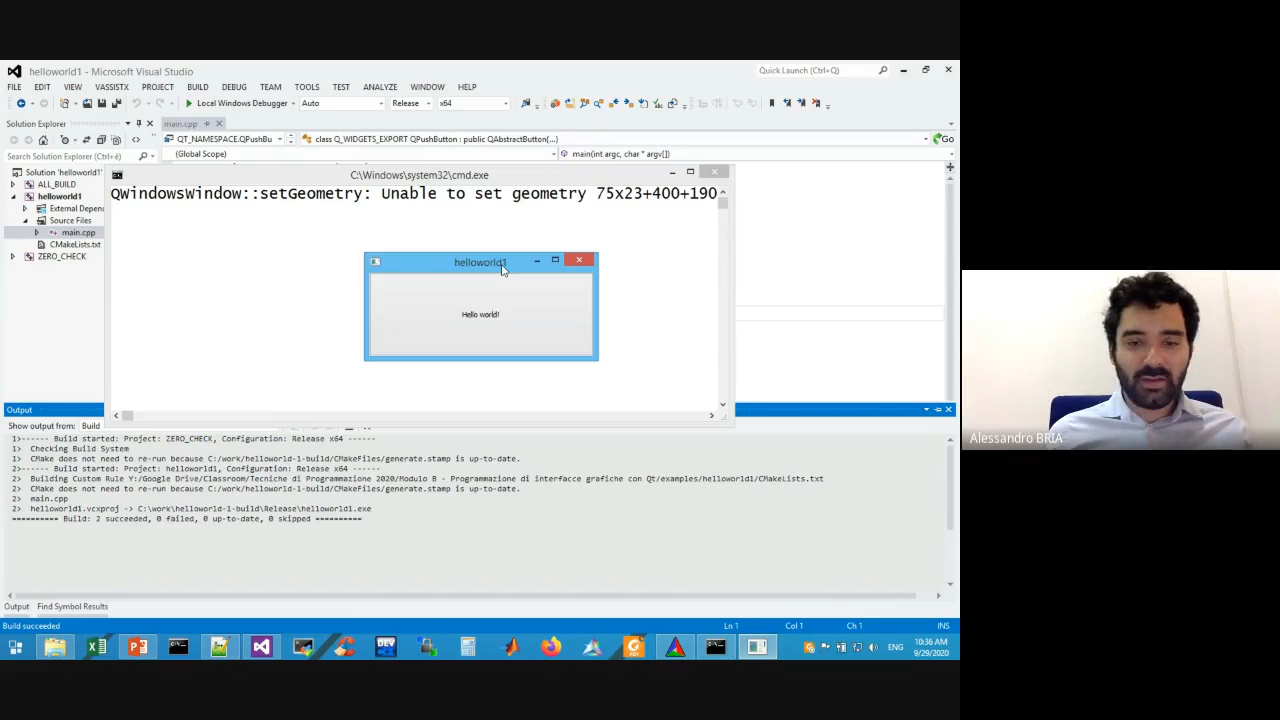 helloworld1 - Microsoft Visual Studio
Quick Launch (Ctrl+Q)
FILE EDIT VIEW VASSISTX PROJECT BUILD DEBUG TEAM TOOLS TEST ANALYZE WINDOW HELP
Local Windows Debugger Auto Release x64
Solution Explorer
main.cpp
QT_NAMESPACE.QPushBu
class Q_WIDGETS_EXPORT QPushButton : public QAbstractButton{...}
Go
Search Solution Explorer (Ctrl+è)
(Global Scope)
main(int argc, char * argv[])
Solution 'helloworld1'
ALL_BUILD
helloworld1
External Depend
Source Files
main.cpp
CMakeLists.txt
ZERO_CHECK
C:\Windows\system32\cmd.exe
QWindowsWindow::setGeometry: Unable to set geometry 75x23+400+190
helloworld1
Hello world!
Output
Show output from: Build
1>------ Build started: Project: ZERO_CHECK, Configuration: Release x64 ------
1> Checking Build System
1> CMake does not need to re-run because C:/work/helloworld-1-build/CMakeFiles/generate.stamp is up-to-date.
2>------ Build started: Project: helloworld1, Configuration: Release x64 ------
2> Building Custom Rule Y:/Google Drive/Classroom/Tecniche di Programmazione 2020/Modulo B - Programmazione di interfacce grafiche con Qt/examples/helloworld1/CMakeLists.txt
2> CMake does not need to re-run because C:/work/helloworld-1-build/CMakeFiles/generate.stamp is up-to-date.
2> main.cpp
2> helloworld1.vcxproj -> C:\work\helloworld-1-build\Release\helloworld1.exe
========== Build: 2 succeeded, 0 failed, 0 up-to-date, 0 skipped ==========
Output Find Symbol Results
Build succeeded
Ln 1 Col 1 Ch 1 INS
DEV
PDF
ENG
10:36 AM
9/29/2020
Alessandro BRIA